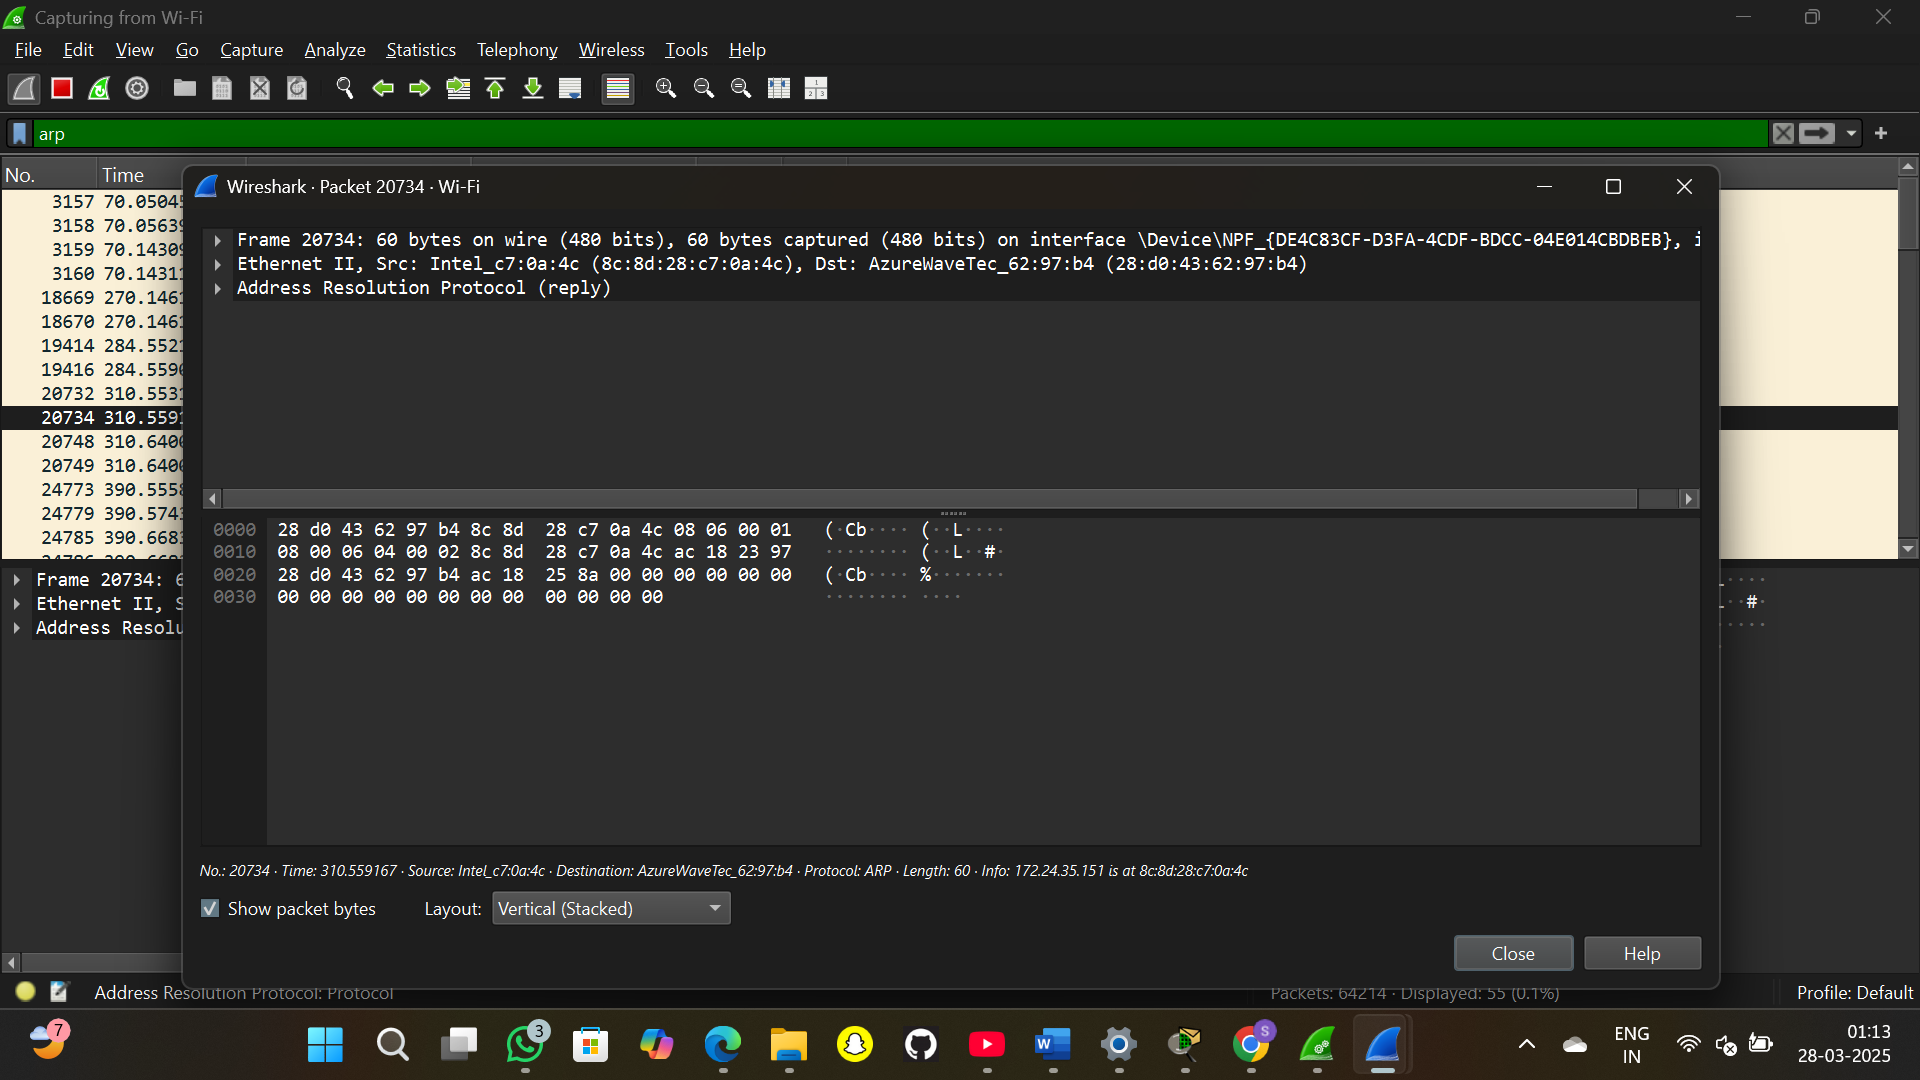 Capturing from Wi-Fi
File Edit View Go Capture Analyze Statistics Telephony Wireless Tools Help
arp
No. Time
3157 70.0504
3158 70.0563
3159 70.1430
3160 70.1431
18669 270.146
18670 270.146
19414 284.552
19416 284.559
20732 310.553
20734 310.559
20748 310.640
20749 310.640
24773 390.555
24779 390.574
24785 390.668
Frame 20734: 6
Ethernet II, S
Address Resolu
Wireshark · Packet 20734 · Wi-Fi
Frame 20734: 60 bytes on wire (480 bits), 60 bytes captured (480 bits) on interface \Device\NPF_{DE4C83CF-D3FA-4CDF-BDCC-04E014CBDBEB}, i
Ethernet II, Src: Intel_c7:0a:4c (8c:8d:28:c7:0a:4c), Dst: AzureWaveTec_62:97:b4 (28:d0:43:62:97:b4)
Address Resolution Protocol (reply)
0000 28 d0 43 62 97 b4 8c 8d 28 c7 0a 4c 08 06 00 01 (·Cb···· (··L····
0010 08 00 06 04 00 02 8c 8d 28 c7 0a 4c ac 18 23 97 ········ (··L··#·
0020 28 d0 43 62 97 b4 ac 18 25 8a 00 00 00 00 00 00 (·Cb···· %·······
0030 00 00 00 00 00 00 00 00 00 00 00 00 ········ ····
No.: 20734 · Time: 310.559167 · Source: Intel_c7:0a:4c · Destination: AzureWaveTec_62:97:b4 · Protocol: ARP · Length: 60 · Info: 172.24.35.151 is at 8c:8d:28:c7:0a:4c
Show packet bytes Layout: Vertical (Stacked)
Close Help
Address Resolution Protocol: Protocol
Packets: 64214 · Displayed: 55 (0.1%)
Profile: Default
7
3
S
ENG
IN
01:13
28-03-2025